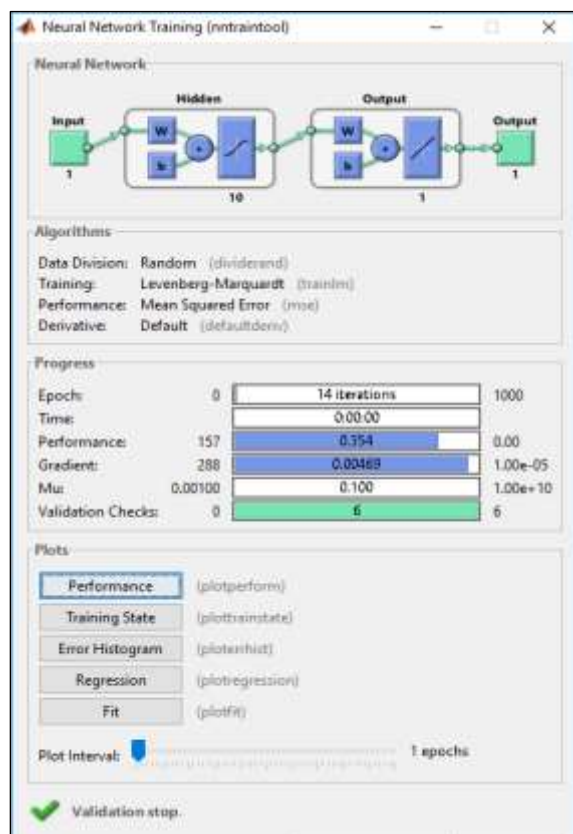 Neural Network Training (nntraintool)
Neural Network
Hidden
Output
Input
Output
W
b
+
W
b
+
1
10
1
1
Algorithms
Data Division: Random (dividerand)
Training: Levenberg-Marquardt (trainlm)
Performance: Mean Squared Error (mse)
Derivative: Default (defaultderiv)
Progress
Epoch: 0 14 iterations 1000
Time: 0:00:00
Performance: 157 0.354 0.00
Gradient: 288 0.00469 1.00e-05
Mu: 0.00100 0.100 1.00e+10
Validation Checks: 0 6 6
Plots
Performance (plotperform)
Training State (plottrainstate)
Error Histogram (ploterrhist)
Regression (plotregression)
Fit (plotfit)
Plot Interval: 1 epochs
Validation stop.